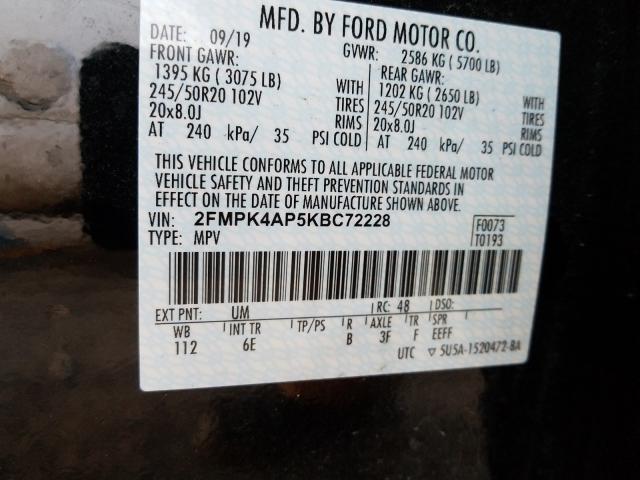 MFD. BY FORD MOTOR CO.
DATE: 09/19 GVWR: 2586 KG ( 5700 LB)
FRONT GAWR: REAR GAWR:
1395 KG ( 3075 LB) WITH 1202 KG ( 2650 LB) WITH
245/50R20 102V TIRES 245/50R20 102V TIRES
20x8.0J RIMS 20x8.0J RIMS
AT 240 kPa/ 35 PSI COLD AT 240 kPa/ 35 PSI COLD
THIS VEHICLE CONFORMS TO ALL APPLICABLE FEDERAL MOTOR
VEHICLE SAFETY AND THEFT PREVENTION STANDARDS IN
EFFECT ON THE DATE OF MANUFACTURE SHOWN ABOVE.
VIN: 2FMPK4AP5KBC72228 F0073
TYPE: MPV T0193
EXT PNT: UM RC: 48 DSO:
WB INT TR TP/PS R AXLE TR SPR
112 6E B 3F F EEFF
UTC ▽ 5U5A-1520472-BA